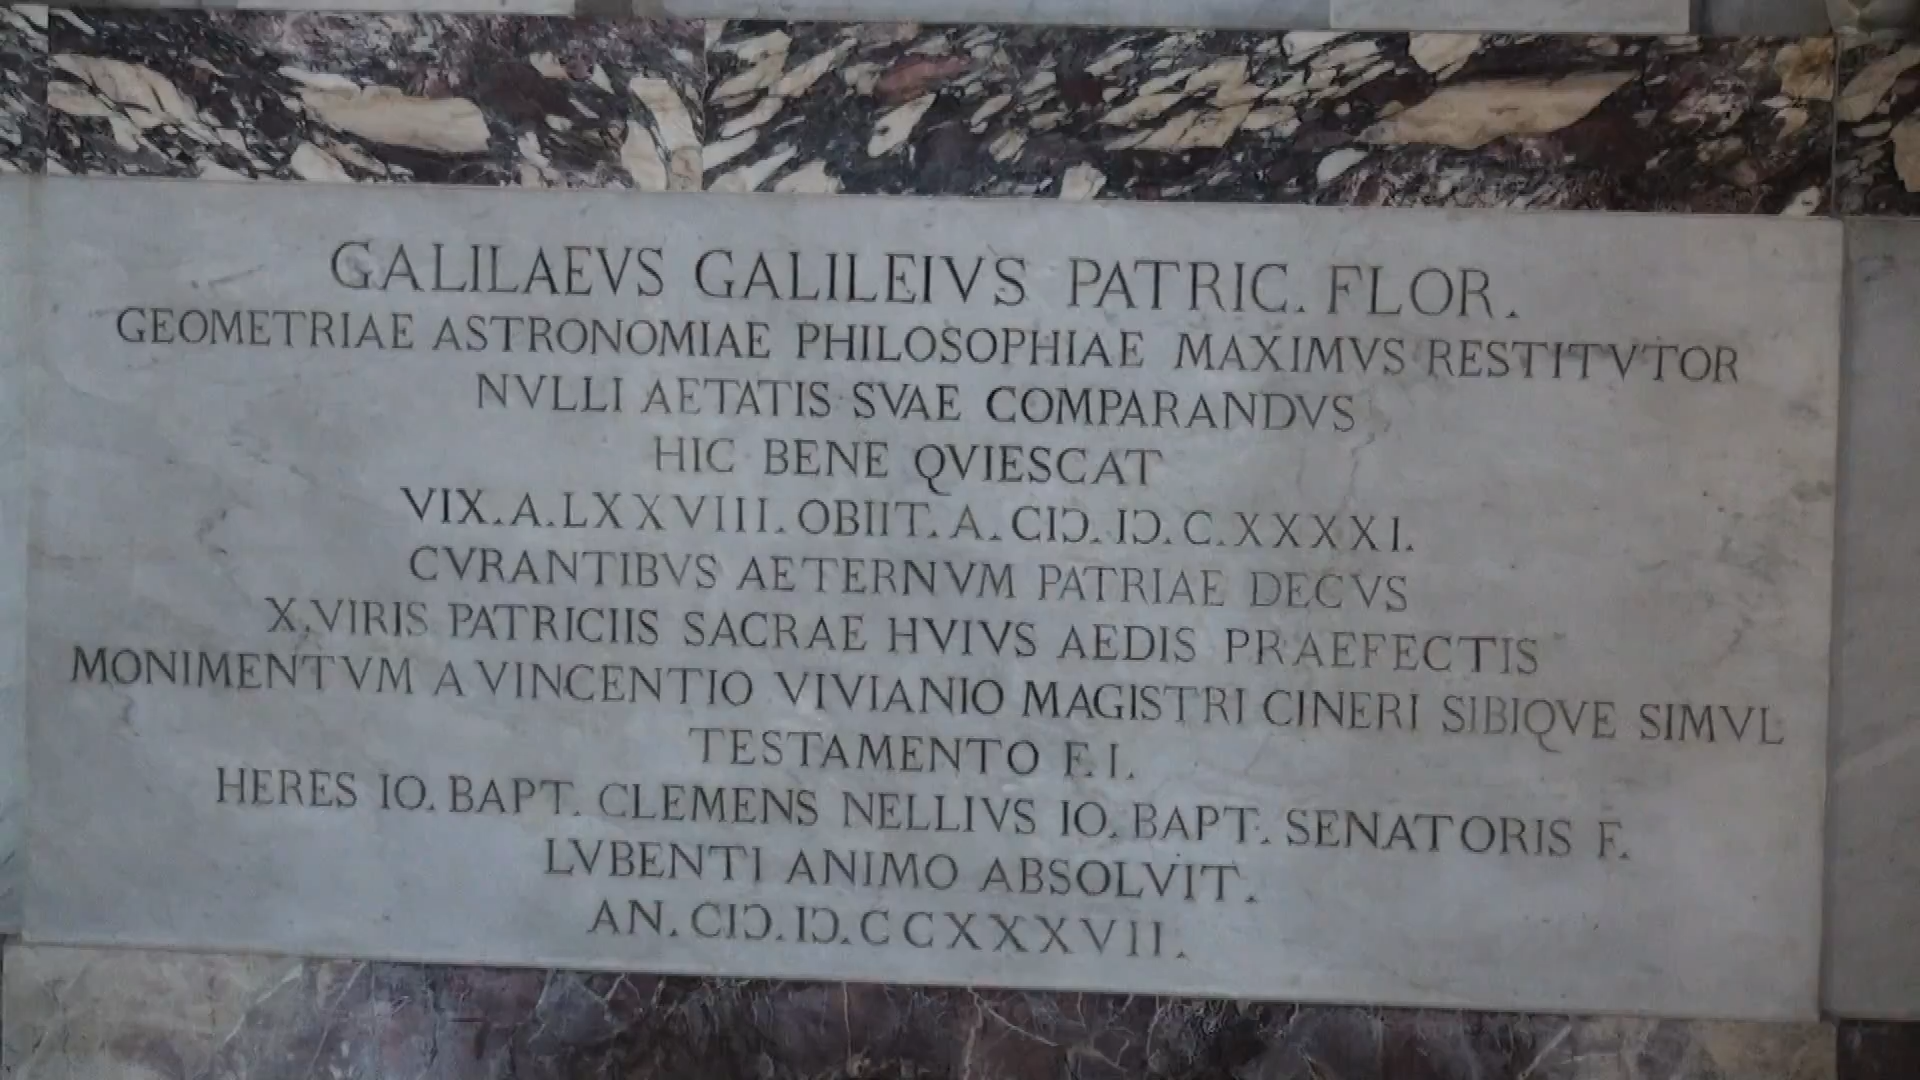 GALILAEVS GALILEIVS PATRIC. FLOR.
GEOMETRIAE ASTRONOMIAE PHILOSOPHIAE MAXIMVS RESTITVTOR
NVLLI AETATIS SVAE COMPARANDVS
HIC BENE QVIESCAT
VIX. A. LXXVIII. OBIIT. A. CIƆ. IƆ. C. XXXXI.
CVRANTIBVS AETERNVM PATRIAE DECVS
X. VIRIS PATRICIIS SACRAE HVIVS AEDIS PRAEFECTIS
MONIMENTVM A VINCENTIO VIVIANIO MAGISTRI CINERI SIBIQVE SIMVL
TESTAMENTO F. I.
HERES IO. BAPT. CLEMENS NELLIVS IO. BAPT. SENATORIS F.
LVBENTI ANIMO ABSOLVIT.
AN. CIƆ. IƆ. CCXXXVII.